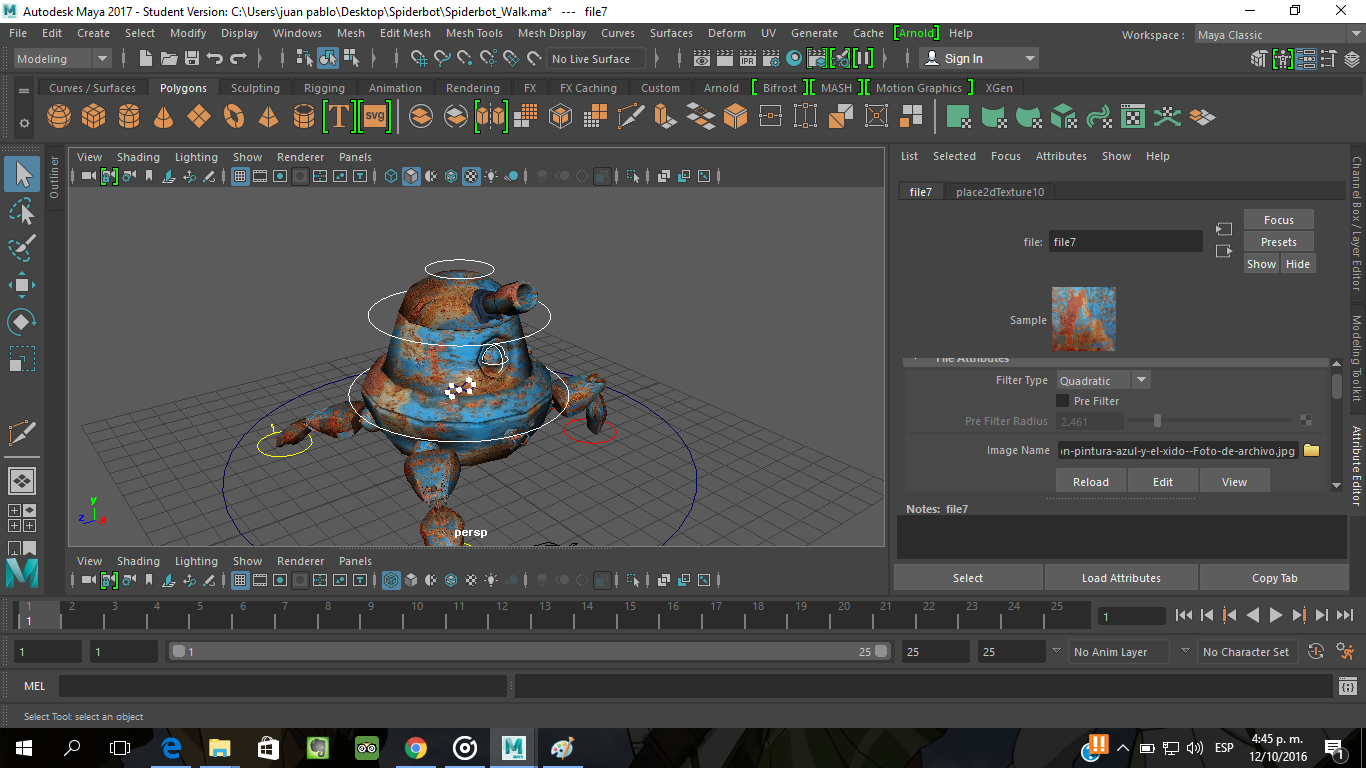 Autodesk Maya 2017 - Student Version: C:\Users\juan pablo\Desktop\Spiderbot\Spiderbot_Walk.ma* --- file7
File Edit Create Select Modify Display Windows Mesh Edit Mesh Mesh Tools Mesh Display Curves Surfaces Deform UV Generate Cache [Arnold] Help Workspace : Maya Classic
Modeling No Live Surface Sign In
Curves / Surfaces Polygons Sculpting Rigging Animation Rendering FX FX Caching Custom Arnold [ Bifrost ] [ MASH ] [ Motion Graphics ] XGen
T SVG
Outliner
View Shading Lighting Show Renderer Panels
persp
y
z x
View Shading Lighting Show Renderer Panels
List Selected Focus Attributes Show Help
file7 place2dTexture10
file: file7
Focus
Presets
Show Hide
Sample
File Attributes
Filter Type Quadratic
Pre Filter
Pre Filter Radius 2.461
Image Name on-pintura-azul-y-el-xido--Foto-de-archivo.jpg
Reload Edit View
Notes: file7
Select Load Attributes Copy Tab
Channel Box / Layer Editor
Modeling Toolkit
Attribute Editor
1 2 3 4 5 6 7 8 9 10 11 12 13 14 15 16 17 18 19 20 21 22 23 24 25
1 1
1 1 1 25 25 25 No Anim Layer No Character Set
MEL
Select Tool: select an object
ESP
4:45 p. m.
12/10/2016
1